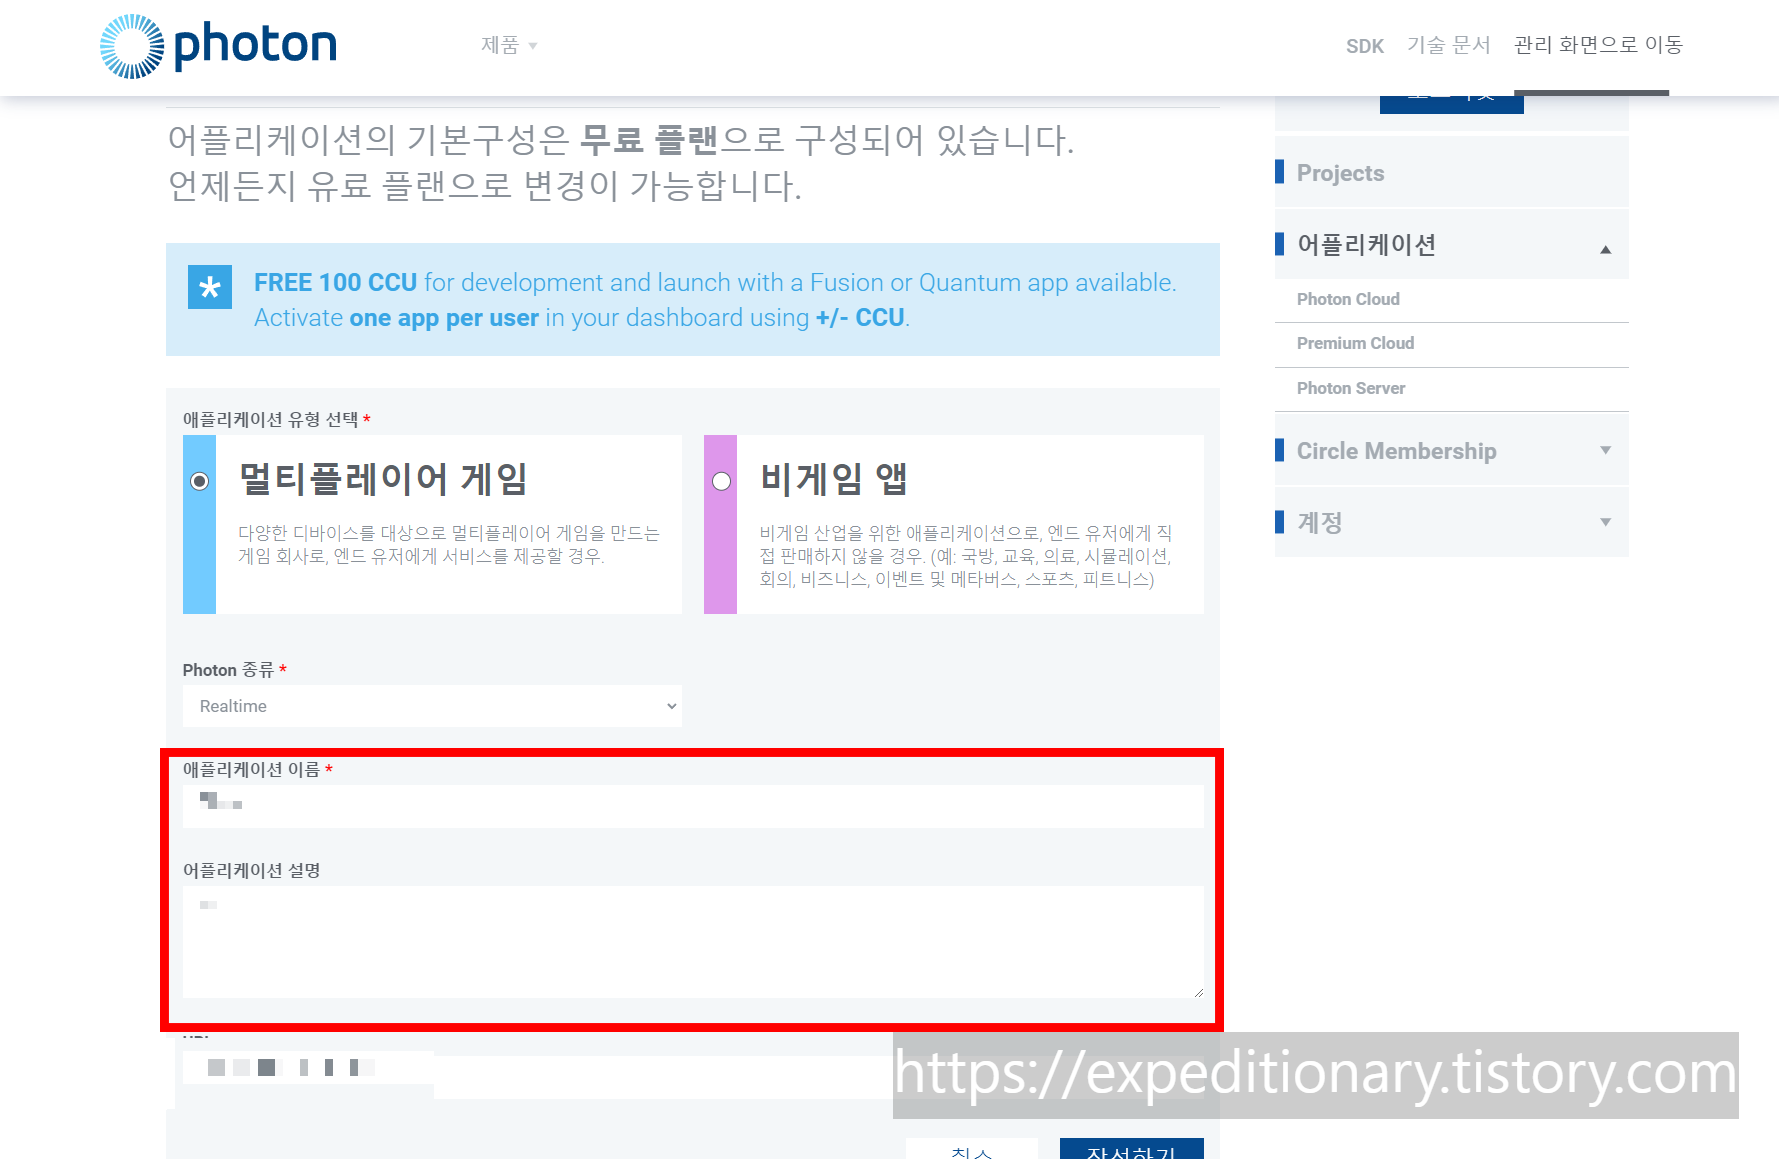 photon
제품
SDK
기술 문서
관리 화면으로 이동
어플리케이션의 기본구성은 무료 플랜으로 구성되어 있습니다.
언제든지 유료 플랜으로 변경이 가능합니다.
* FREE 100 CCU for development and launch with a Fusion or Quantum app available.
Activate one app per user in your dashboard using +/- CCU.
애플리케이션 유형 선택 *
멀티플레이어 게임
다양한 디바이스를 대상으로 멀티플레이어 게임을 만드는
게임 회사로, 엔드 유저에게 서비스를 제공할 경우.
비게임 앱
비게임 산업을 위한 애플리케이션으로, 엔드 유저에게 직
접 판매하지 않을 경우. (예: 국방, 교육, 의료, 시뮬레이션,
회의, 비즈니스, 이벤트 및 메타버스, 스포츠, 피트니스)
Photon 종류 *
Realtime
애플리케이션 이름 *
어플리케이션 설명
취소
작성하기
Projects
어플리케이션
Photon Cloud
Premium Cloud
Photon Server
Circle Membership
계정
https://expeditionary.tistory.com